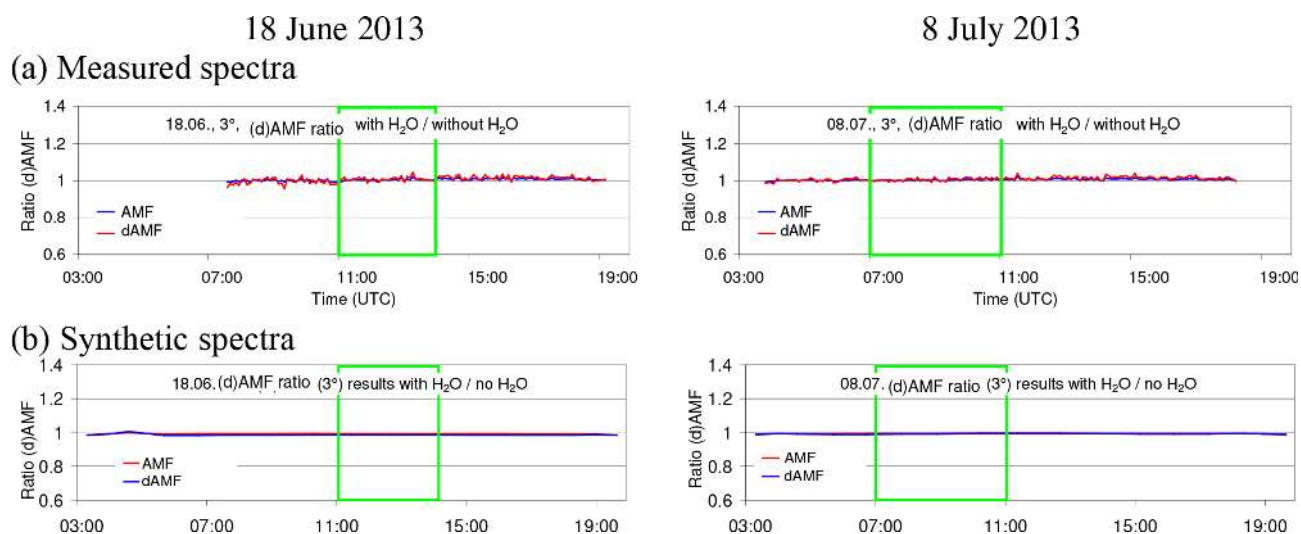 18 June 2013
8 July 2013
(a) Measured spectra
Ratio (d)AMF
1.4
1.2
1
0.8
0.6
18.06., 3°, (d)AMF ratio with H₂O / without H₂O
AMF
dAMF
03:00 07:00 11:00 15:00 19:00
Time (UTC)
Ratio (d)AMF
1.4
1.2
1
0.8
0.6
08.07., 3°, (d)AMF ratio with H₂O / without H₂O
AMF
dAMF
03:00 07:00 11:00 15:00 19:00
Time (UTC)
(b) Synthetic spectra
Ratio (d)AMF
1.4
1.2
1
0.8
0.6
18.06. (d)AMF ratio (3°) results with H₂O / no H₂O
AMF
dAMF
03:00 07:00 11:00 15:00 19:00
Ratio (d)AMF
1.4
1.2
1
0.8
0.6
08.07. (d)AMF ratio (3°) results with H₂O / no H₂O
AMF
dAMF
03:00 07:00 11:00 15:00 19:00